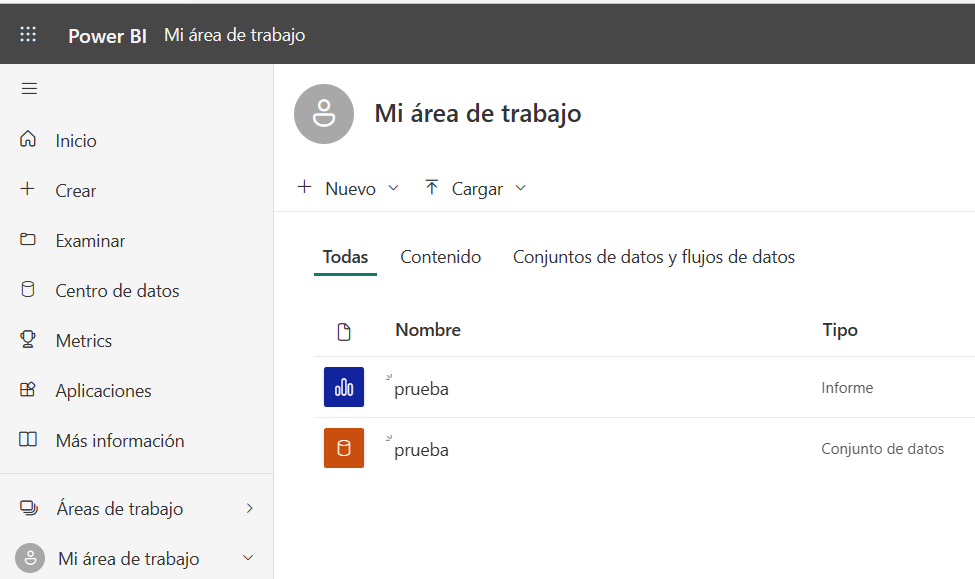 Power BI Mi área de trabajo
Inicio
Crear
Examinar
Centro de datos
Metrics
Aplicaciones
Más información
Áreas de trabajo
Mi área de trabajo
Mi área de trabajo
Nuevo Cargar
Todas Contenido Conjuntos de datos y flujos de datos
Nombre Tipo
prueba Informe
prueba Conjunto de datos